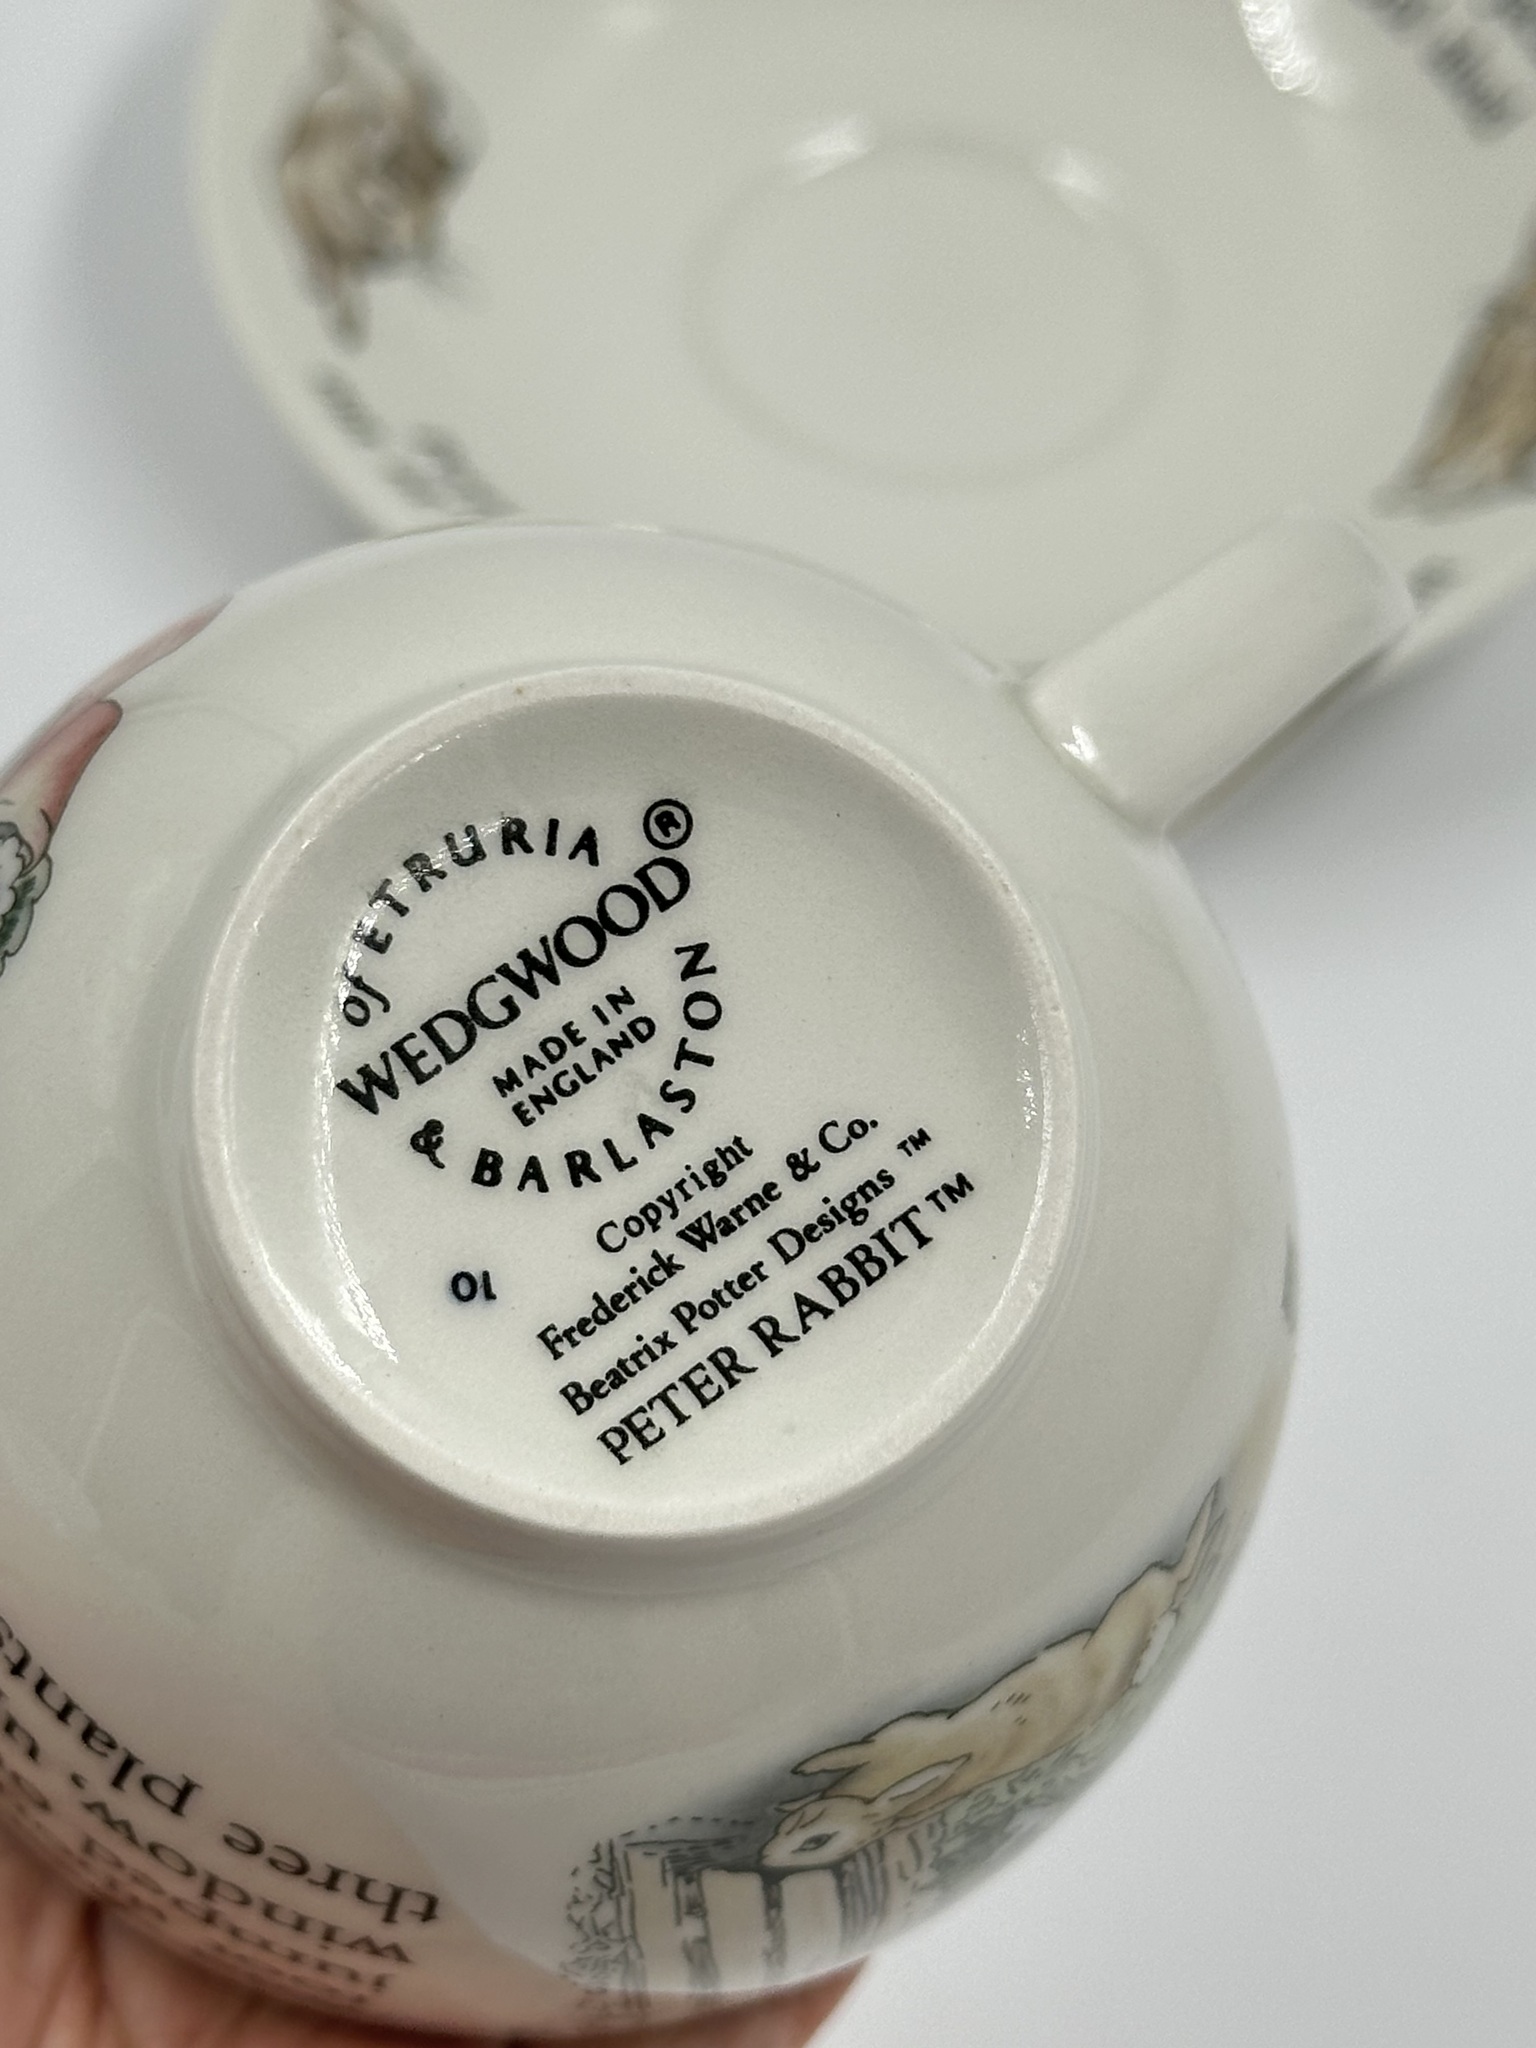 of ETRURIA
WEDGWOOD®
MADE IN
ENGLAND
& BARLASTON
Copyright
Frederick Warne & Co.
Beatrix Potter Designs ™
PETER RABBIT™
10
three plants
window,